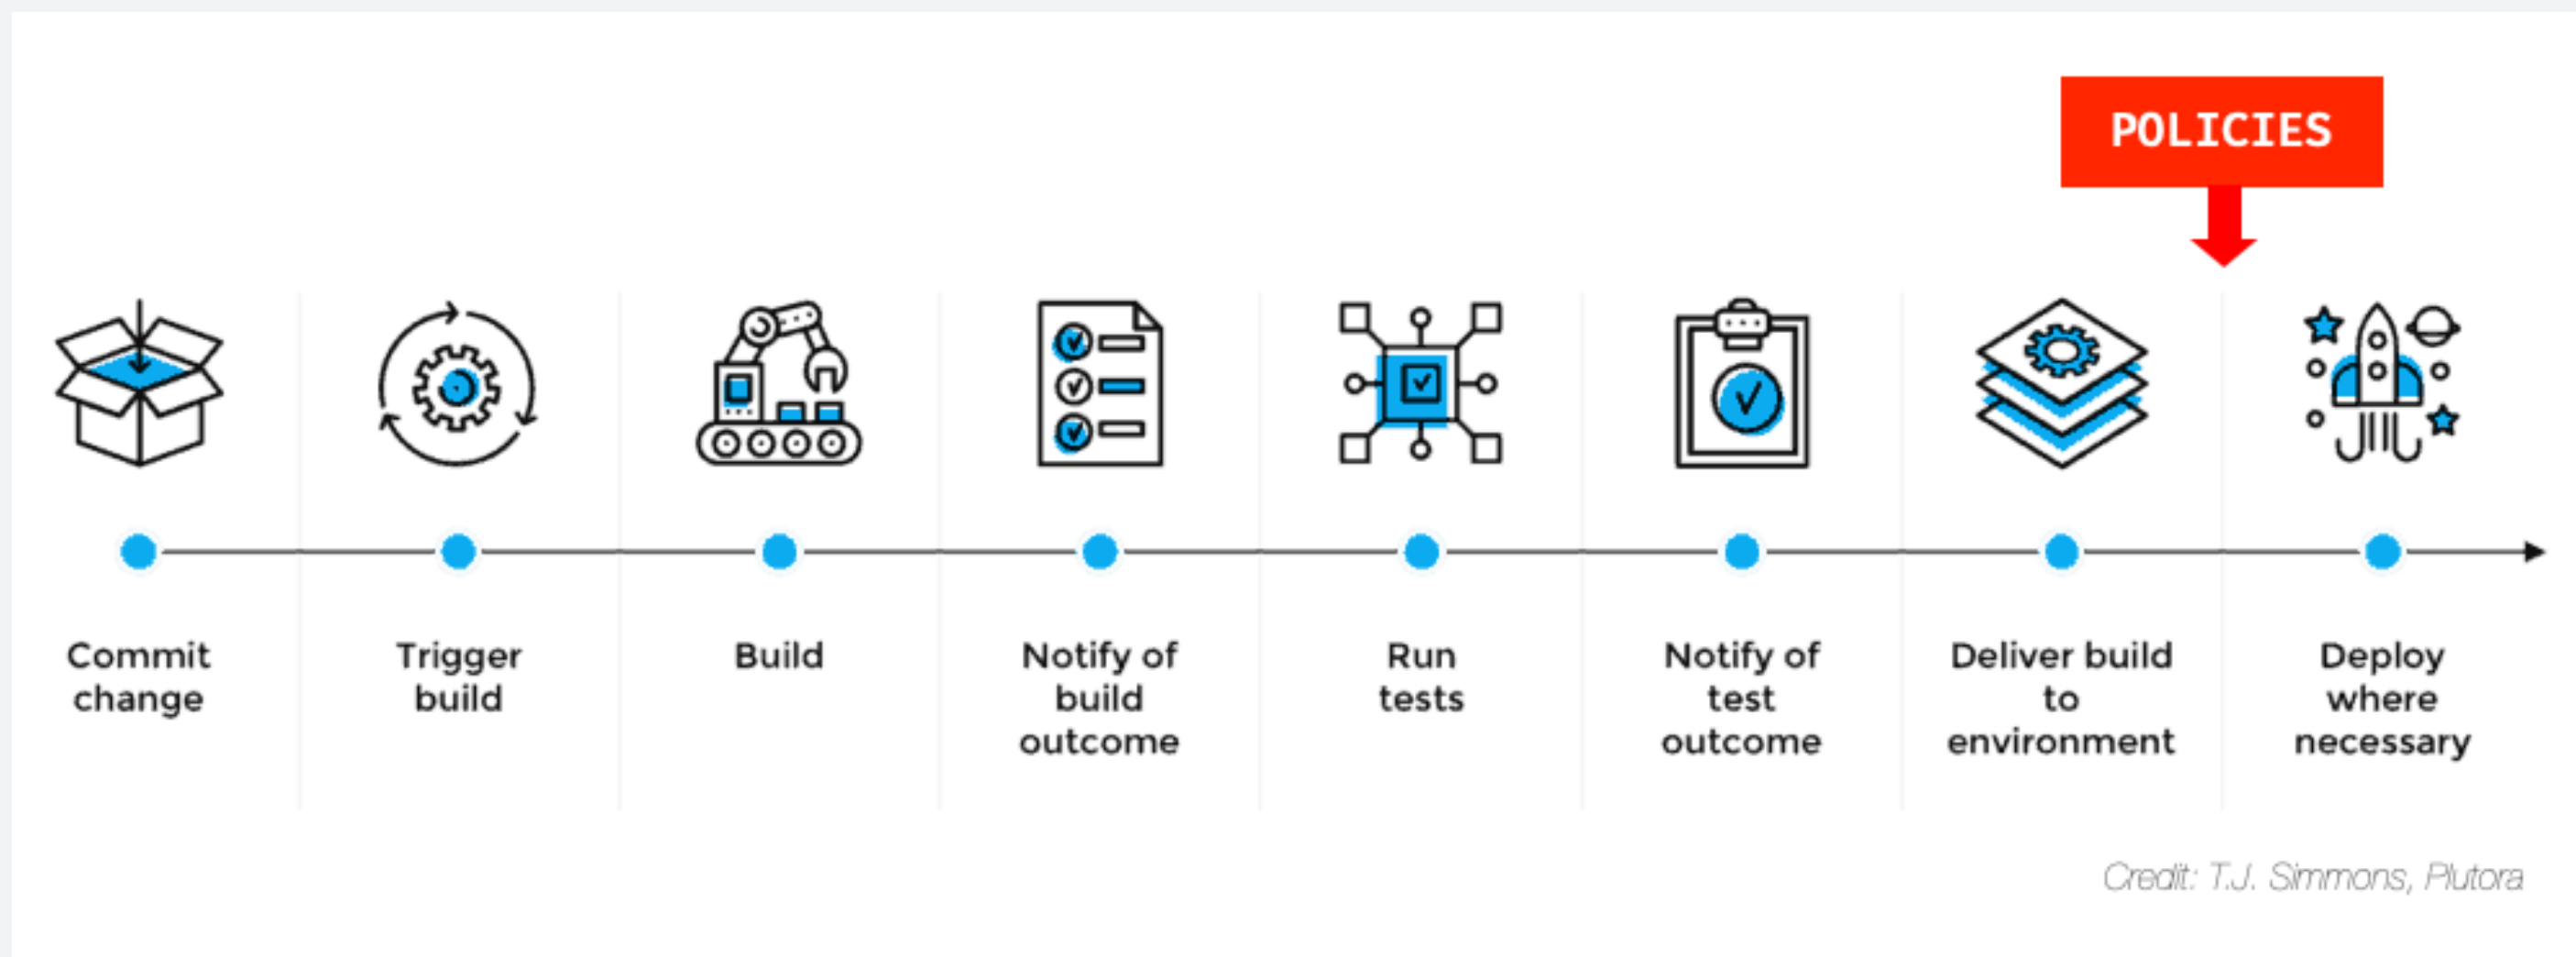 POLICIES
Commit
change
Trigger
build
Build
Notify of
build
outcome
Run
tests
Notify of
test
outcome
Deliver build
to
environment
Deploy
where
necessary
Credit: T.J. Simmons, Plutora